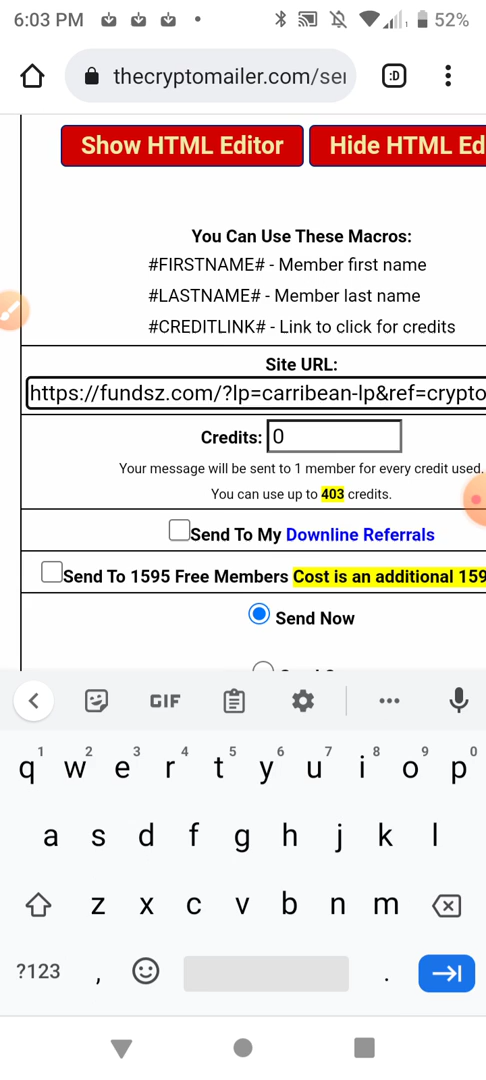 6:03 PM 52%
thecryptomailer.com/ser :D
Show HTML Editor Hide HTML Ed
You Can Use These Macros:
#FIRSTNAME# - Member first name
#LASTNAME# - Member last name
#CREDITLINK# - Link to click for credits
Site URL:
https://fundsz.com/?lp=carribean-lp&ref=crypto
Credits: 0
Your message will be sent to 1 member for every credit used.
You can use up to 403 credits.
Send To My Downline Referrals
Send To 1595 Free Members Cost is an additional 159
Send Now
GIF
1 2 3 4 5 6 7 8 9 0
q w e r t y u i o p
a s d f g h j k l
z x c v b n m
?123 , .